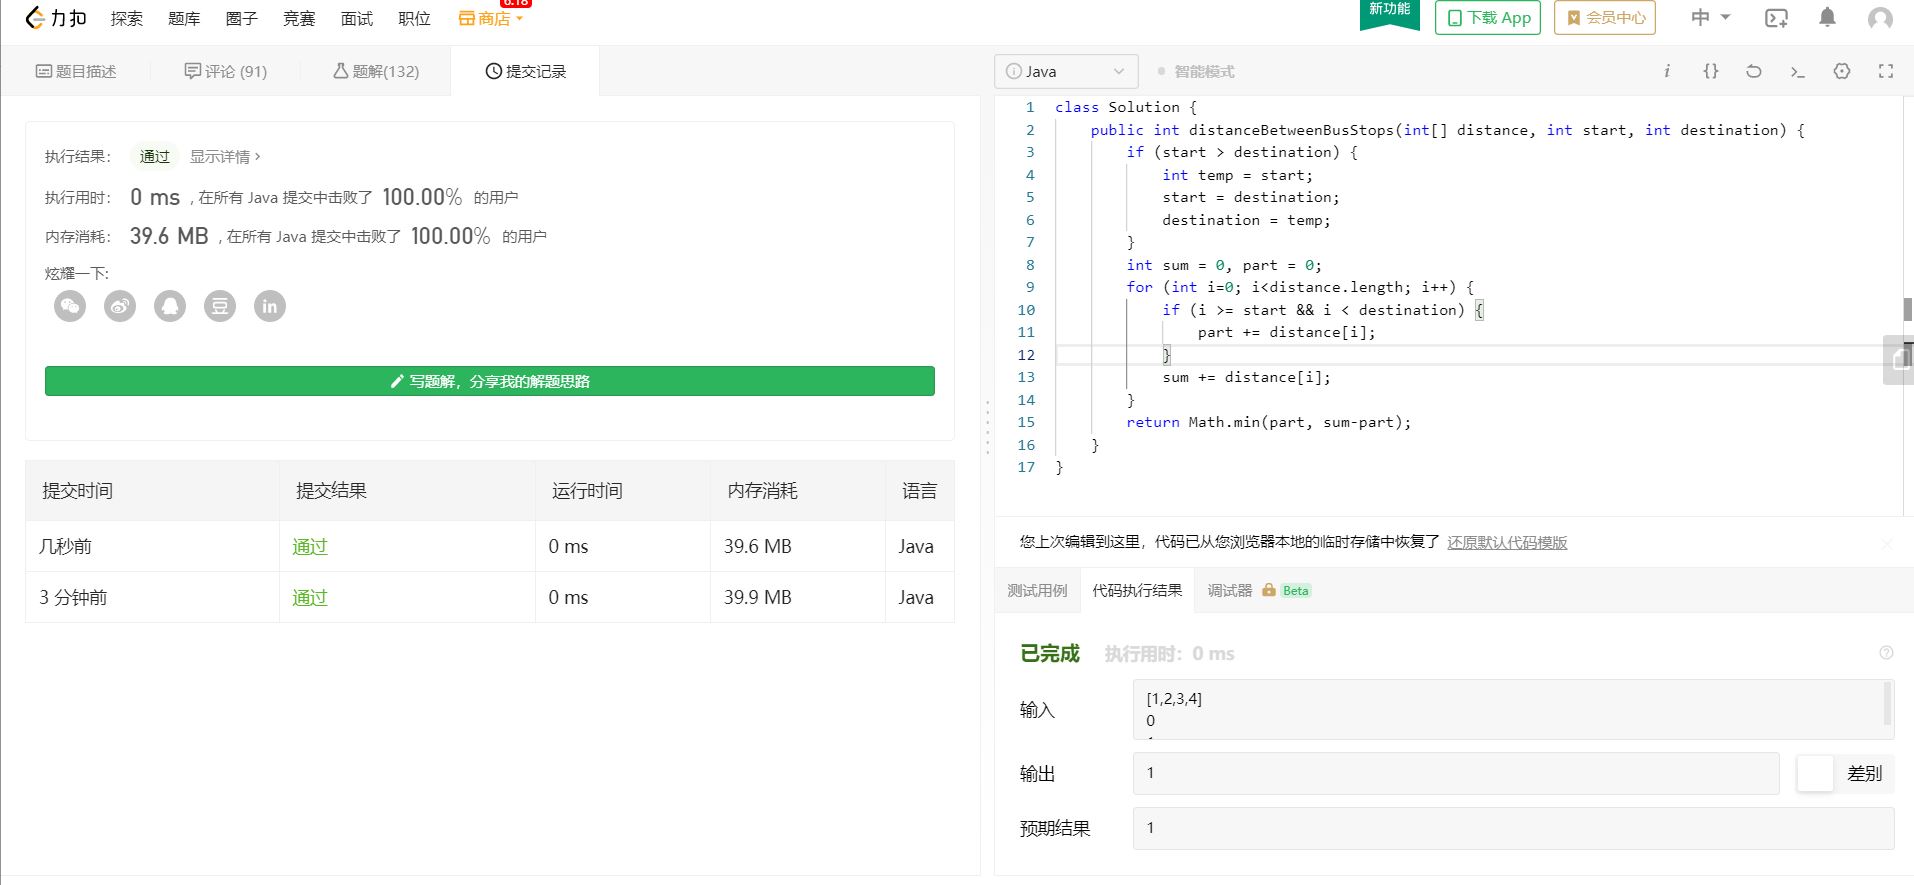 力扣 探索 题库 圈子 竞赛 面试 职位 商店 6.18 新功能 下载 App 会员中心 中
题目描述 评论 (91) 题解(132) 提交记录
执行结果： 通过 显示详情 ›
执行用时： 0 ms , 在所有 Java 提交中击败了 100.00% 的用户
内存消耗： 39.6 MB , 在所有 Java 提交中击败了 100.00% 的用户
炫耀一下:
豆 in
写题解，分享我的解题思路
提交时间 提交结果 运行时间 内存消耗 语言
几秒前 通过 0 ms 39.6 MB Java
3 分钟前 通过 0 ms 39.9 MB Java
Java 智能模式 i {}
1 class Solution {
2 public int distanceBetweenBusStops(int[] distance, int start, int destination) {
3 if (start > destination) {
4 int temp = start;
5 start = destination;
6 destination = temp;
7 }
8 int sum = 0, part = 0;
9 for (int i=0; i<distance.length; i++) {
10 if (i >= start && i < destination) {
11 part += distance[i];
12 }
13 sum += distance[i];
14 }
15 return Math.min(part, sum-part);
16 }
17 }
您上次编辑到这里，代码已从您浏览器本地的临时存储中恢复了 还原默认代码模版
测试用例 代码执行结果 调试器 Beta
已完成 执行用时：0 ms
输入 [1,2,3,4]
0
输出 1 差别
预期结果 1